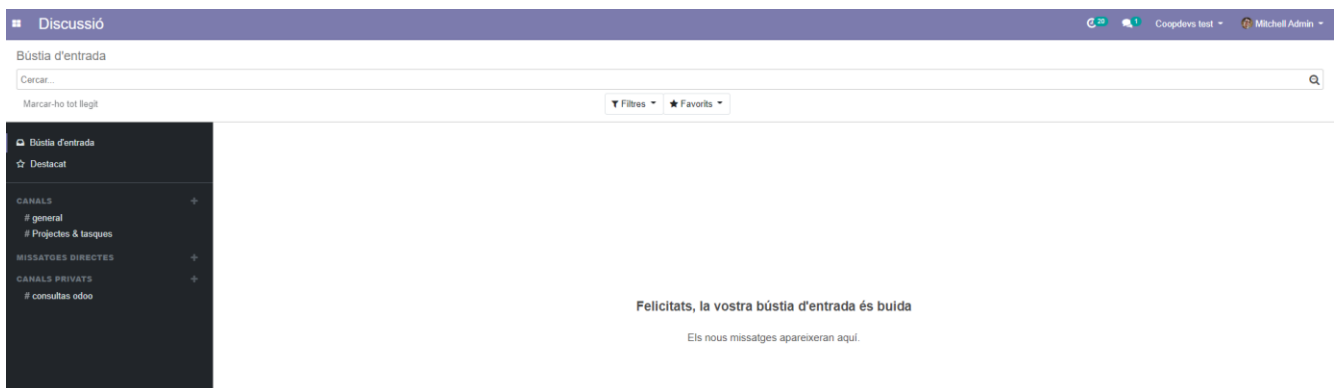 Discussió
20
1
Coopdevs test
Mitchell Admin
Bústia d'entrada
Cercar...
Marcar-ho tot llegit
Filtres
Favorits
Bústia d'entrada
Destacat
CANALS
# general
# Projectes & tasques
MISSATGES DIRECTES
CANALS PRIVATS
# consultas odoo
Felicitats, la vostra bústia d'entrada és buida
Els nous missatges apareixeran aquí.